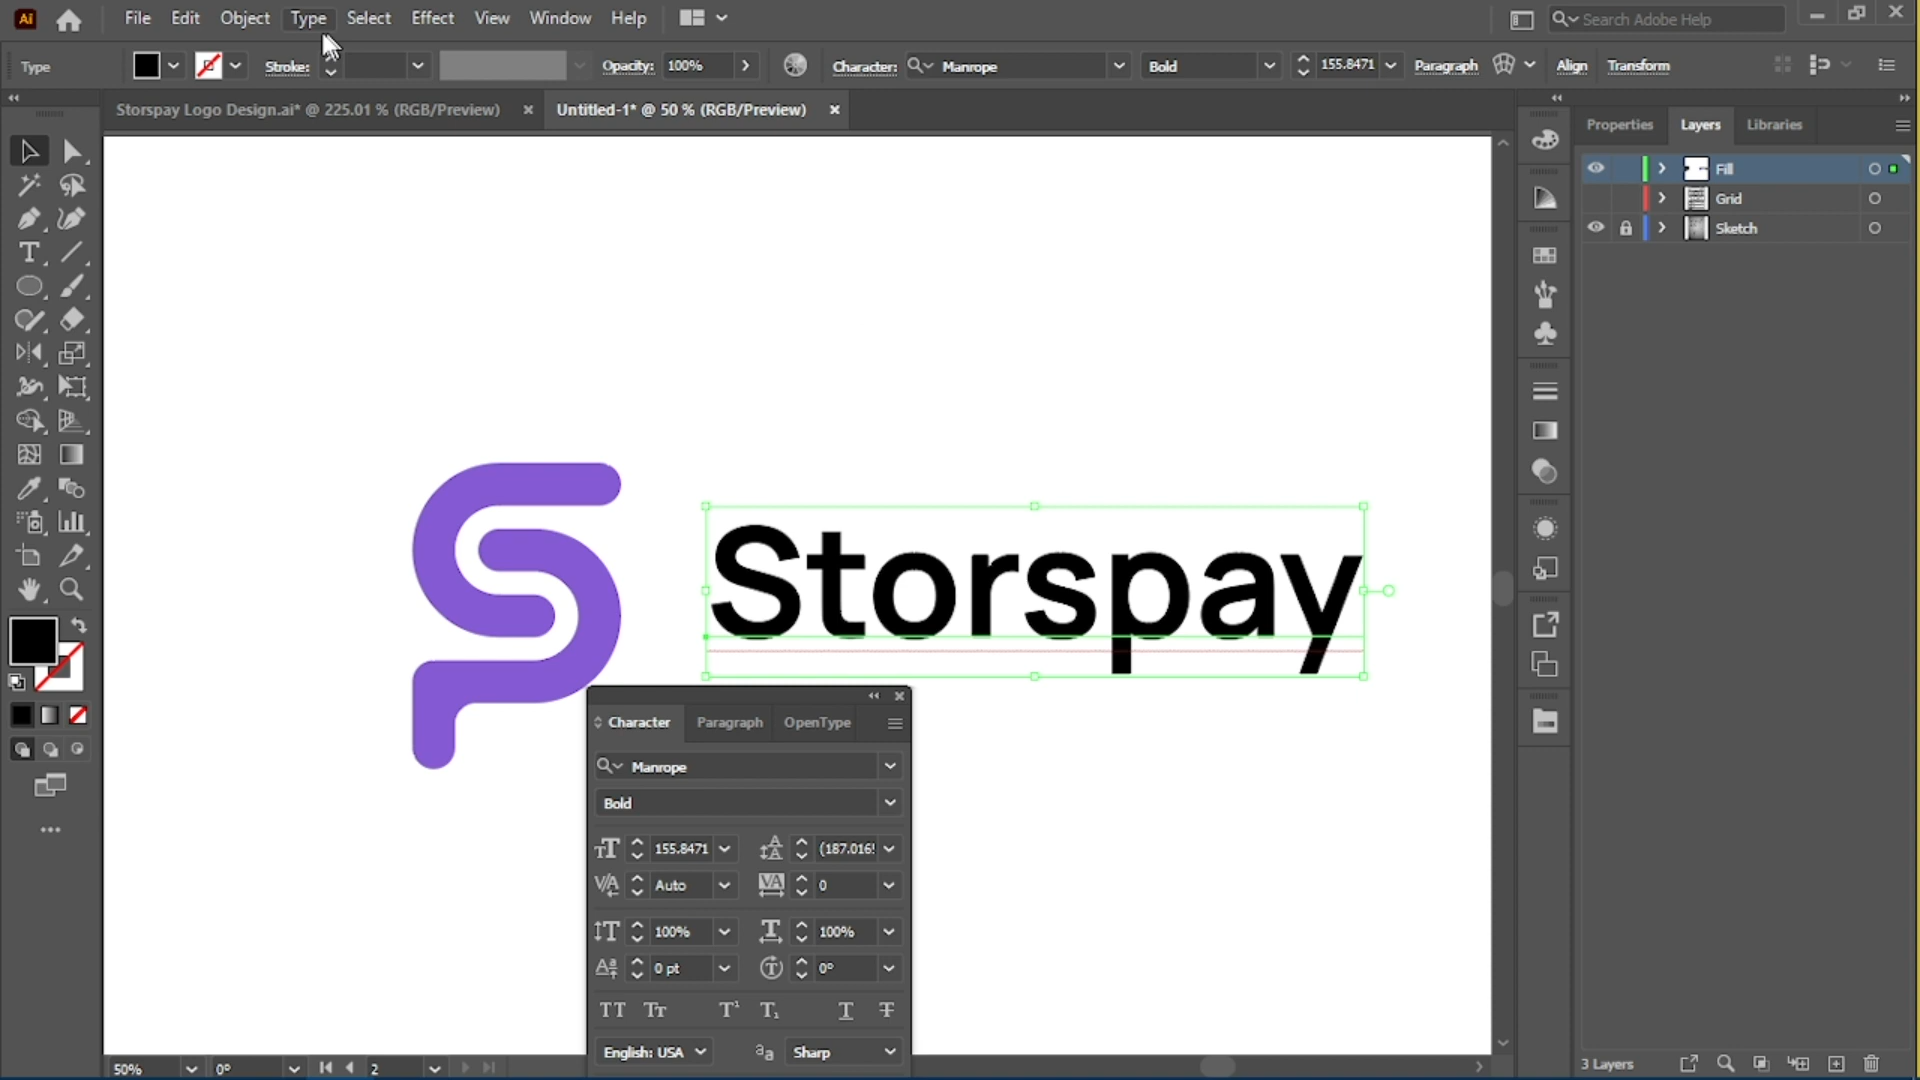 Ai File Edit Object Type Select Effect View Window Help Search Adobe Help
Type Stroke: Opacity: 100% Character: Manrope Bold 155.8471 Paragraph Align Transform
Storspay Logo Design.ai* @ 225.01 % (RGB/Preview) Untitled-1* @ 50 % (RGB/Preview)
Properties Layers Libraries
Fill
Grid
Sketch
Storspay
Character Paragraph OpenType
Manrope
Bold
155.8471 (187.016!
Auto 0
100% 100%
0 pt 0°
English: USA Sharp
50% 0° 2
3 Layers